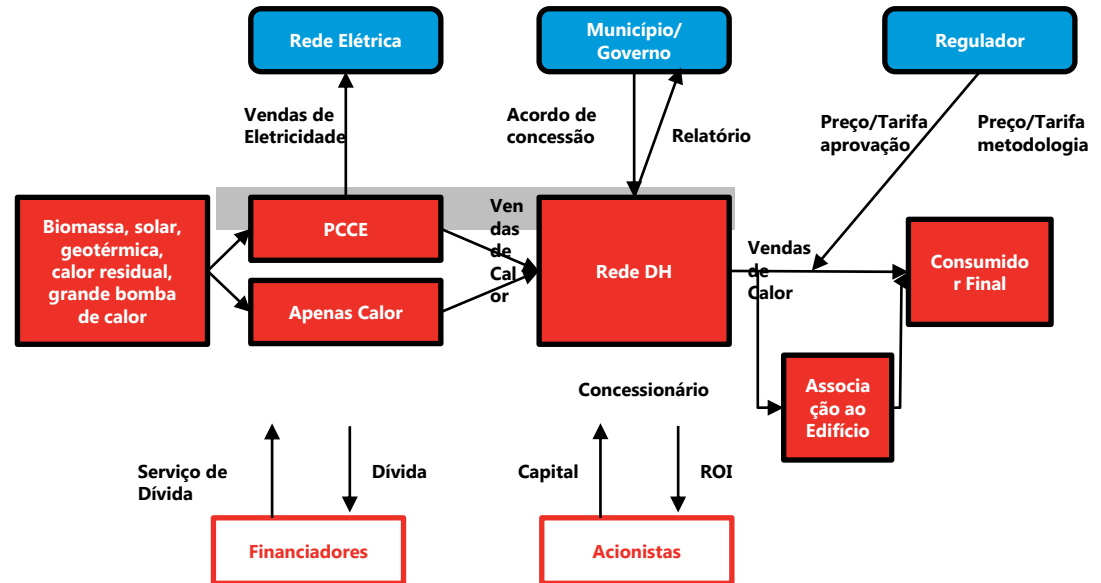 Rede Elétrica
Município/
Governo
Regulador
Vendas de
Eletricidade
Acordo de
concessão
Relatório
Preço/Tarifa
aprovação
Preço/Tarifa
metodologia
Biomassa, solar,
geotérmica,
calor residual,
grande bomba
de calor
PCCE
Apenas Calor
Ven
das
de
Cal
or
Rede DH
Vendas
de
Calor
Consumido
r Final
Associa
ção ao
Edifício
Concessionário
Serviço de
Dívida
Dívida
Capital
ROI
Financiadores
Acionistas